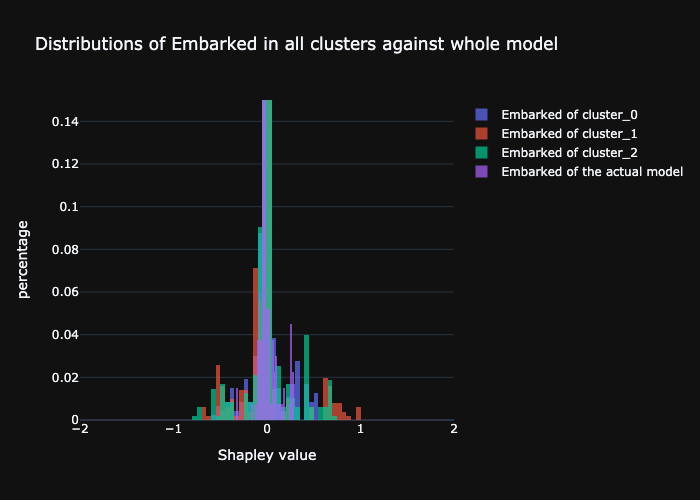 Distributions of Embarked in all clusters against whole model
Embarked of cluster_0
Embarked of cluster_1
Embarked of cluster_2
Embarked of the actual model
percentage
0.14
0.12
0.1
0.08
0.06
0.04
0.02
0
−2
−1
0
1
2
Shapley value